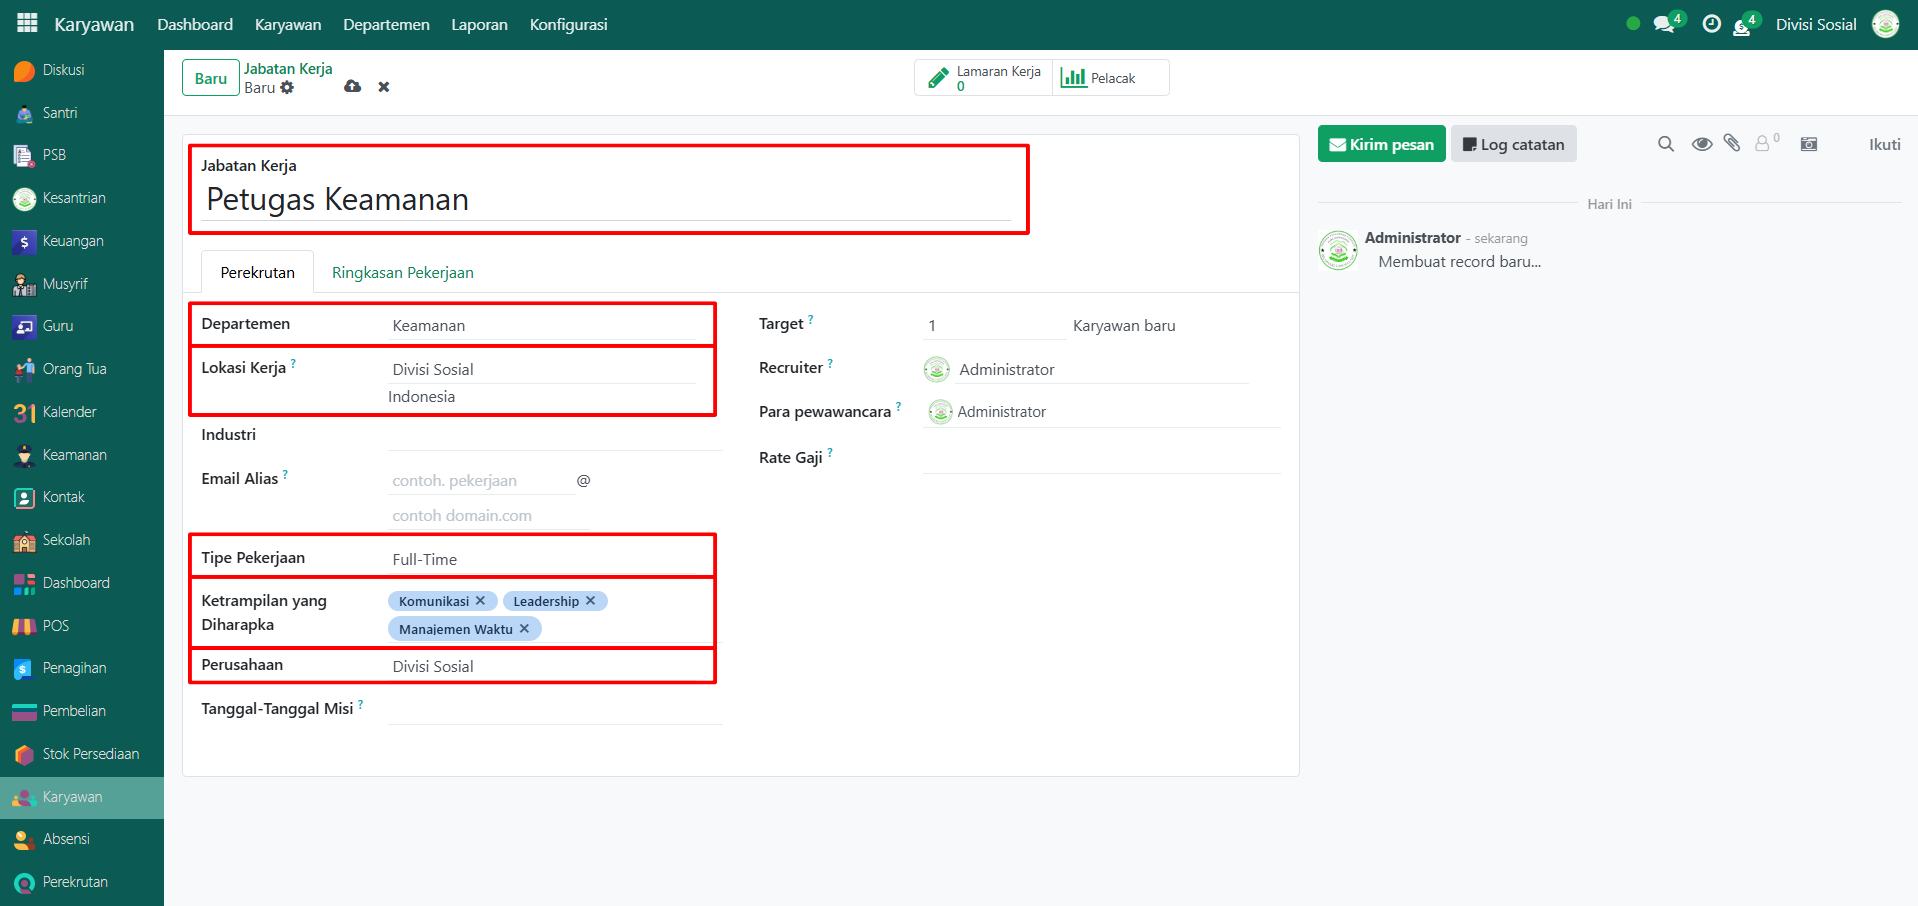 Karyawan
Dashboard
Karyawan
Departemen
Laporan
Konfigurasi
4
4
Divisi Sosial
Diskusi
Santri
PSB
Kesantrian
Keuangan
Musyrif
Guru
Orang Tua
31 Kalender
Keamanan
Kontak
Sekolah
Dashboard
POS
Penagihan
Pembelian
Stok Persediaan
Karyawan
Absensi
Perekrutan
Baru
Jabatan Kerja
Baru
Lamaran Kerja
0
Pelacak
Jabatan Kerja
Petugas Keamanan
Perekrutan
Ringkasan Pekerjaan
Departemen
Keamanan
Lokasi Kerja ?
Divisi Sosial
Indonesia
Industri
Email Alias ?
contoh. pekerjaan @
contoh domain.com
Tipe Pekerjaan
Full-Time
Ketrampilan yang
Diharapka
Komunikasi ✕ Leadership ✕
Manajemen Waktu ✕
Perusahaan
Divisi Sosial
Tanggal-Tanggal Misi ?
Target ?
1 Karyawan baru
Recruiter ?
Administrator
Para pewawancara ?
Administrator
Rate Gaji ?
Kirim pesan
Log catatan
0
Ikuti
Hari Ini
Administrator - sekarang
Membuat record baru...